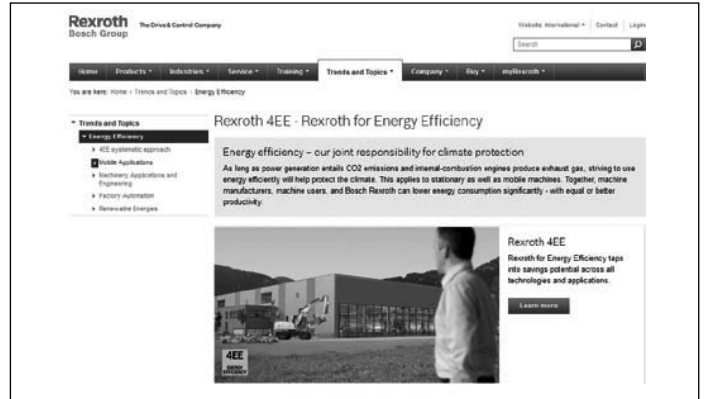 Rexroth
Bosch Group
The Drive & Control Company
Website: International
Contact
Login
Search
Home Products Industries Service Training Trends and Topics Company Buy myRexroth
You are here: Home › Trends and Topics › Energy Efficiency
Trends and Topics
Energy Efficiency
4EE systematic approach
Mobile Applications
Machinery Applications and
Engineering
Factory Automation
Renewable Energies
Rexroth 4EE - Rexroth for Energy Efficiency
Energy efficiency – our joint responsibility for climate protection
As long as power generation entails CO2 emissions and internal-combustion engines produce exhaust gas, striving to use
energy efficiently will help protect the climate. This applies to stationary as well as mobile machines. Together, machine
manufacturers, machine users, and Bosch Rexroth can lower energy consumption significantly - with equal or better
productivity.
Rexroth 4EE
Rexroth for Energy Efficiency taps
into savings potential across all
technologies and applications.
Learn more
4EE
ENERGY
EFFICIENCY